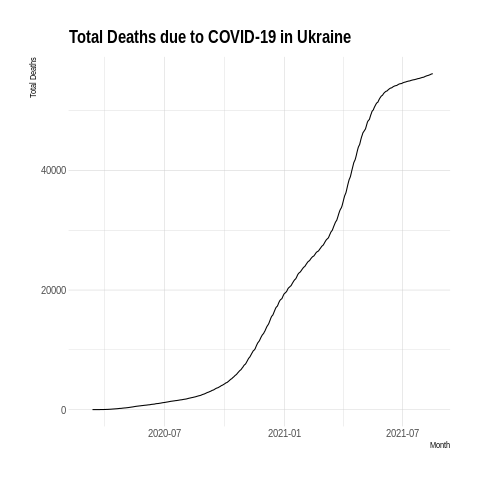 Total Deaths due to COVID-19 in Ukraine
Total Deaths
40000
20000
0
2020-07
2021-01
2021-07
Month